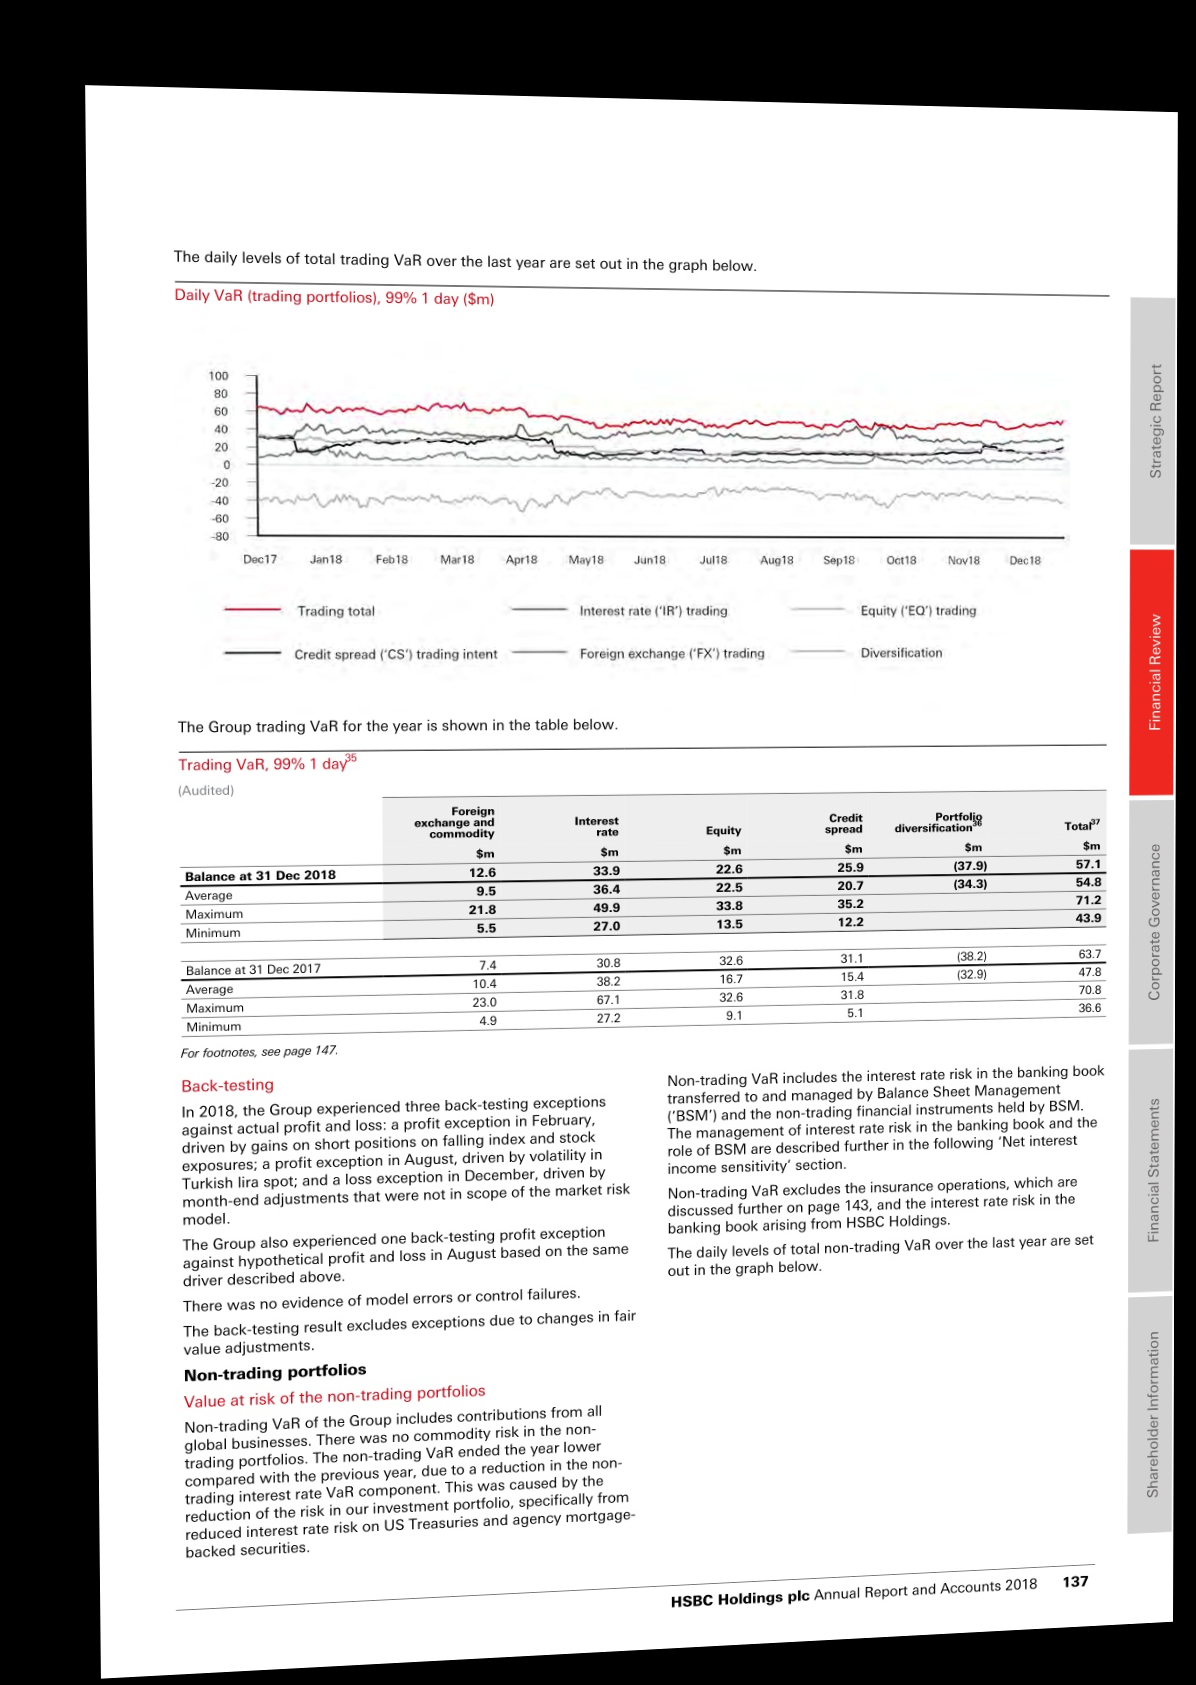 The daily levels of total trading VaR over the last year are set out in the graph below.
Daily VaR (trading portfolios), 99% 1 day ($m)
100
80
60
40
20
0
-20
-40
-60
-80
Dec17 Jan18 Feb18 Mar18 Apr18 May18 Jun18 Jul18 Aug18 Sep18 Oct18 Nov18 Dec18
Trading total Interest rate ('IR') trading Equity ('EQ') trading
Credit spread ('CS') trading intent Foreign exchange ('FX') trading Diversification
The Group trading VaR for the year is shown in the table below.
Trading VaR, 99% 1 day35
(Audited)
Foreign exchange and commodity Interest rate Equity Credit spread Portfolio diversification36 Total37
$m $m $m $m $m $m
Balance at 31 Dec 2018 12.6 33.9 22.6 25.9 (37.9) 57.1
Average 9.5 36.4 22.5 20.7 (34.3) 54.8
Maximum 21.8 49.9 33.8 35.2 71.2
Minimum 5.5 27.0 13.5 12.2 43.9
Balance at 31 Dec 2017 7.4 30.8 32.6 31.1 (38.2) 63.7
Average 10.4 38.2 16.7 15.4 (32.9) 47.8
Maximum 23.0 67.1 32.6 31.8 70.8
Minimum 4.9 27.2 9.1 5.1 36.6
For footnotes, see page 147.
Back-testing
In 2018, the Group experienced three back-testing exceptions
against actual profit and loss: a profit exception in February,
driven by gains on short positions on falling index and stock
exposures; a profit exception in August, driven by volatility in
Turkish lira spot; and a loss exception in December, driven by
month-end adjustments that were not in scope of the market risk
model.
The Group also experienced one back-testing profit exception
against hypothetical profit and loss in August based on the same
driver described above.
There was no evidence of model errors or control failures.
The back-testing result excludes exceptions due to changes in fair
value adjustments.
Non-trading portfolios
Value at risk of the non-trading portfolios
Non-trading VaR of the Group includes contributions from all
global businesses. There was no commodity risk in the non-
trading portfolios. The non-trading VaR ended the year lower
compared with the previous year, due to a reduction in the non-
trading interest rate VaR component. This was caused by the
reduction of the risk in our investment portfolio, specifically from
reduced interest rate risk on US Treasuries and agency mortgage-
backed securities.
Non-trading VaR includes the interest rate risk in the banking book
transferred to and managed by Balance Sheet Management
('BSM') and the non-trading financial instruments held by BSM.
The management of interest rate risk in the banking book and the
role of BSM are described further in the following 'Net interest
income sensitivity' section.
Non-trading VaR excludes the insurance operations, which are
discussed further on page 143, and the interest rate risk in the
banking book arising from HSBC Holdings.
The daily levels of total non-trading VaR over the last year are set
out in the graph below.
HSBC Holdings plc Annual Report and Accounts 2018 137
Strategic Report
Financial Review
Corporate Governance
Financial Statements
Shareholder Information